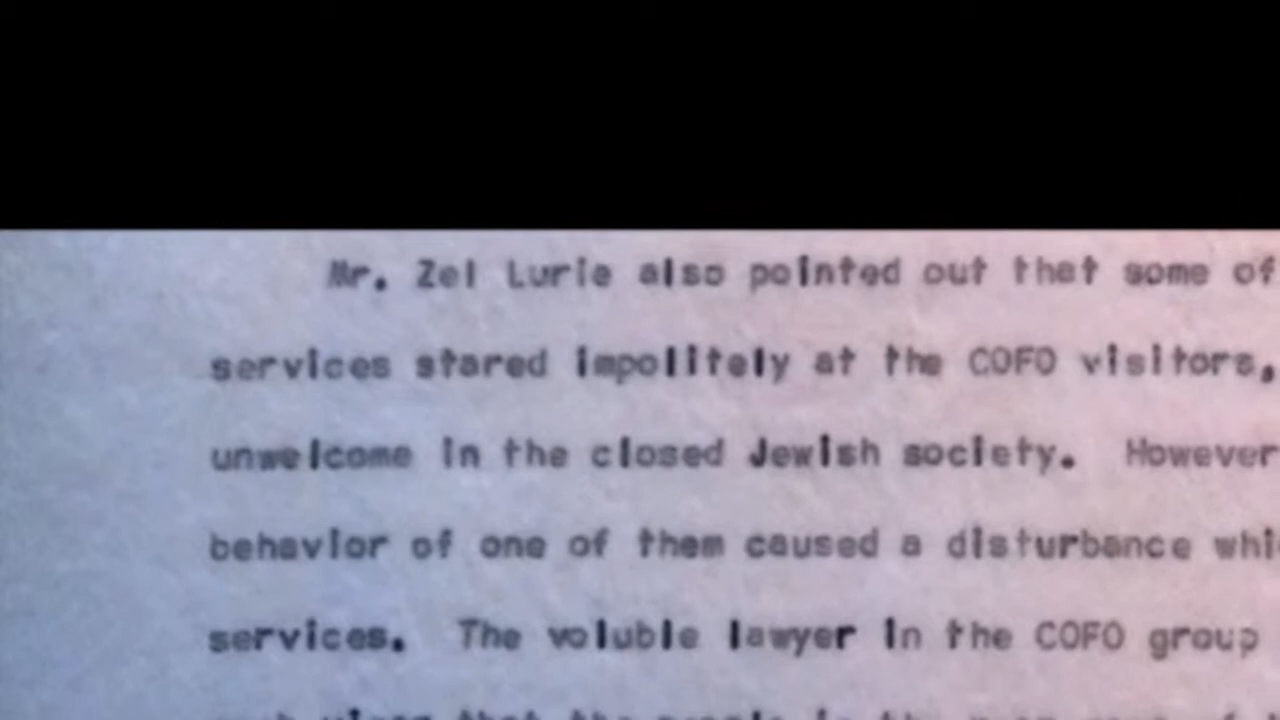 Mr. Zel Lurie also pointed out that some of
services stared impolitely at the COFO visitors,
unwelcome in the closed Jewish society. However
behavior of one of them caused a disturbance
services. The voluble lawyer in the COFO group